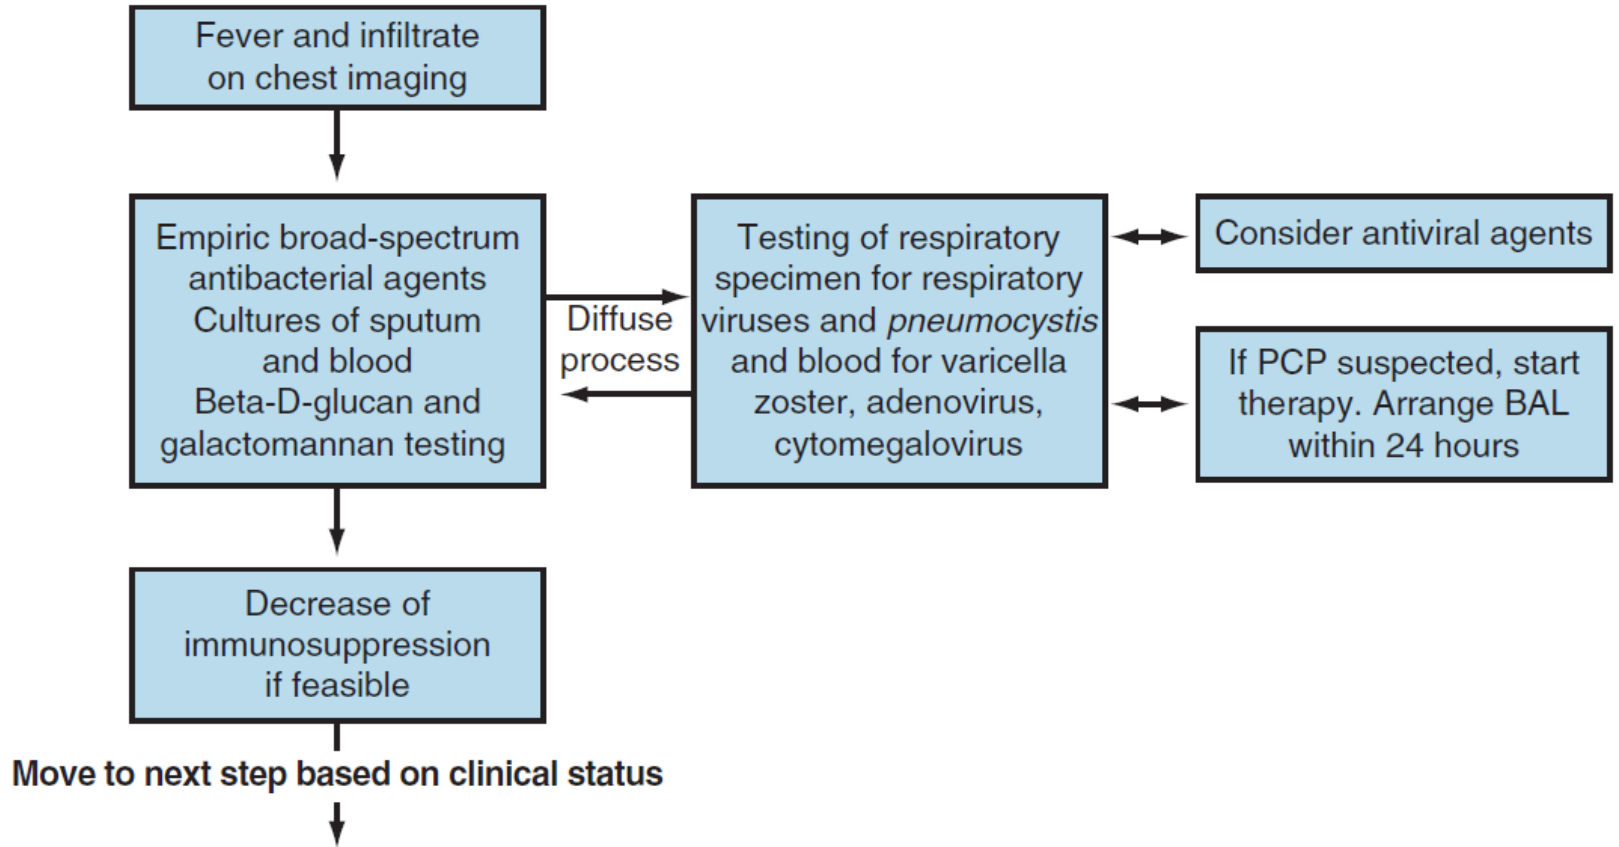 Fever and infiltrate
on chest imaging
Empiric broad-spectrum
antibacterial agents
Cultures of sputum
and blood
Beta-D-glucan and
galactomannan testing
Diffuse
process
Testing of respiratory
specimen for respiratory
viruses and pneumocystis
and blood for varicella
zoster, adenovirus,
cytomegalovirus
Consider antiviral agents
If PCP suspected, start
therapy. Arrange BAL
within 24 hours
Decrease of
immunosuppression
if feasible
Move to next step based on clinical status